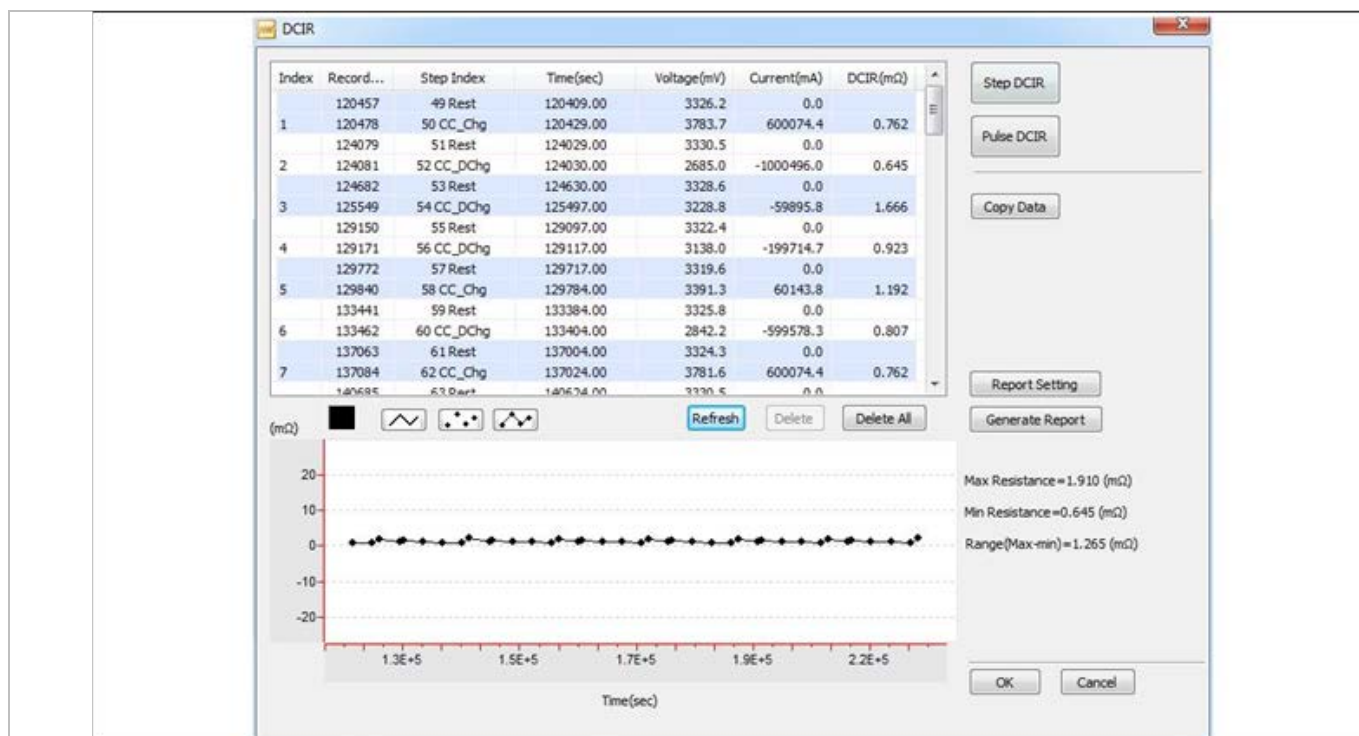 DCIR
Index Record... Step Index Time(sec) Voltage(mV) Current(mA) DCIR(mΩ)
120457 49 Rest 120409.00 3326.2 0.0
1 120478 50 CC_Chg 120429.00 3783.7 600074.4 0.762
124079 51 Rest 124029.00 3330.5 0.0
2 124081 52 CC_DChg 124030.00 2685.0 -1000496.0 0.645
124682 53 Rest 124630.00 3328.6 0.0
3 125549 54 CC_DChg 125497.00 3228.8 -59895.8 1.666
129150 55 Rest 129097.00 3322.4 0.0
4 129171 56 CC_DChg 129117.00 3138.0 -199714.7 0.923
129772 57 Rest 129717.00 3319.6 0.0
5 129840 58 CC_Chg 129784.00 3391.3 60143.8 1.192
133441 59 Rest 133384.00 3325.8 0.0
6 133462 60 CC_DChg 133404.00 2842.2 -599578.3 0.807
137063 61 Rest 137004.00 3324.3 0.0
7 137084 62 CC_Chg 137024.00 3781.6 600074.4 0.762
140685 63 Rest 140624.00 3330.5 0.0
Step DCIR
Pulse DCIR
Copy Data
Report Setting
Generate Report
Refresh Delete Delete All
(mΩ)
20
10
0
-10
-20
1.3E+5 1.5E+5 1.7E+5 1.9E+5 2.2E+5
Time(sec)
Max Resistance=1.910 (mΩ)
Min Resistance=0.645 (mΩ)
Range(Max-min)=1.265 (mΩ)
OK Cancel